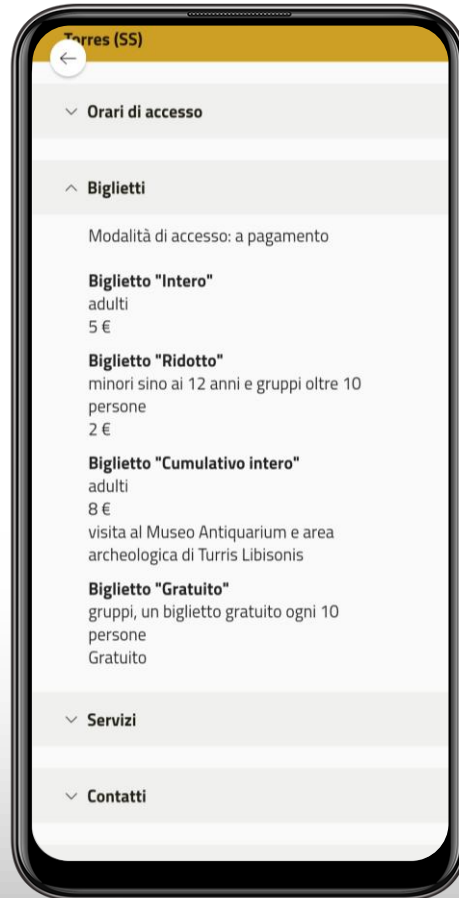 Torres (SS)
Orari di accesso
Biglietti
Modalità di accesso: a pagamento
Biglietto "Intero"
adulti
5 €
Biglietto "Ridotto"
minori sino ai 12 anni e gruppi oltre 10
persone
2 €
Biglietto "Cumulativo intero"
adulti
8 €
visita al Museo Antiquarium e area
archeologica di Turris Libisonis
Biglietto "Gratuito"
gruppi, un biglietto gratuito ogni 10
persone
Gratuito
Servizi
Contatti